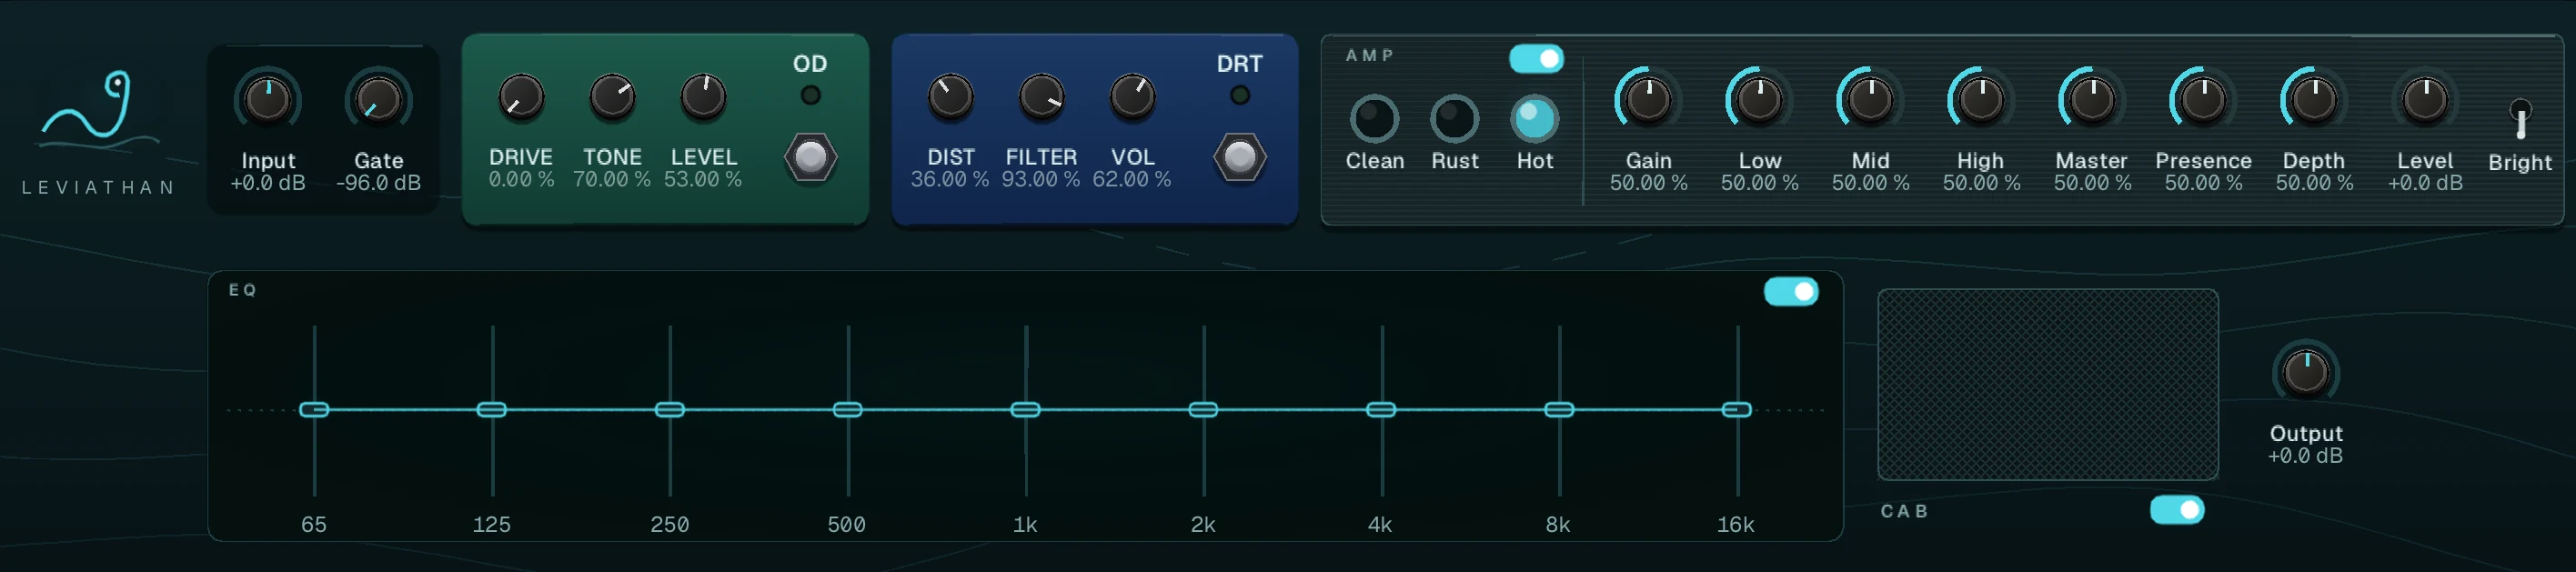 LEVIATHAN
Input
+0.0 dB
Gate
-96.0 dB
OD
DRIVE
0.00 %
TONE
70.00 %
LEVEL
53.00 %
DRT
DIST
36.00 %
FILTER
93.00 %
VOL
62.00 %
AMP
Clean
Rust
Hot
Gain
50.00 %
Low
50.00 %
Mid
50.00 %
High
50.00 %
Master
50.00 %
Presence
50.00 %
Depth
50.00 %
Level
+0.0 dB
Bright
EQ
65
125
250
500
1k
2k
4k
8k
16k
CAB
Output
+0.0 dB